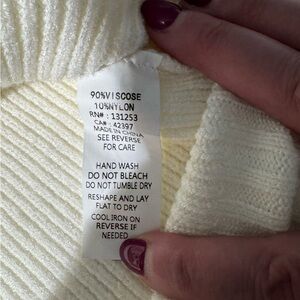 90%VISCOSE
10%NYLON
RN# : 131253
CA# : 42397
MADE IN CHINA
SEE REVERSE
FOR CARE
HAND WASH
DO NOT BLEACH
DO NOT TUMBLE DRY
RESHAPE AND LAY
FLAT TO DRY
COOL IRON ON
REVERSE IF
NEEDED